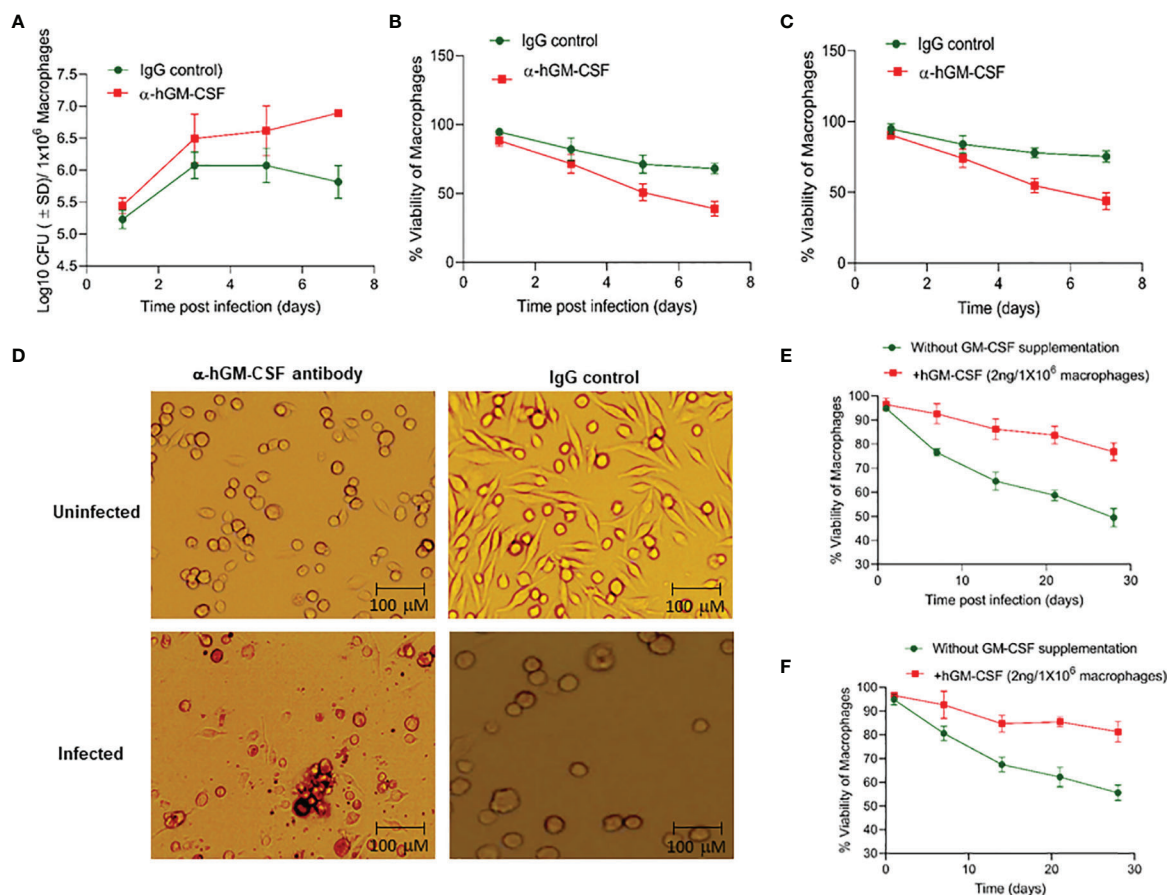 A
IgG control)
α-hGM-CSF
Log10 CFU ( ± SD)/ 1x10⁶ Macrophages
7.5
7.0
6.5
6.0
5.5
5.0
4.5
0 2 4 6 8
Time post infection (days)
B
IgG control
α-hGM-CSF
% Viability of Macrophages
150
100
50
0
0 2 4 6 8
Time post infection (days)
C
IgG control
α-hGM-CSF
% Viability of Macrophages
150
100
50
0
0 2 4 6 8
Time (days)
D
α-hGM-CSF antibody IgG control
Uninfected
100 μM
100 μM
Infected
100 μM
100 μM
E
Without GM-CSF supplementation
+hGM-CSF (2ng/1X10⁶ macrophages)
% Viability of Macrophages
100
90
80
70
60
50
40
30
0 10 20 30
Time post infection (days)
F
Without GM-CSF supplementation
+hGM-CSF (2ng/1X10⁶ macrophages)
% Viability of Macrophages
100
90
80
70
60
50
40
30
0 10 20 30
Time (days)